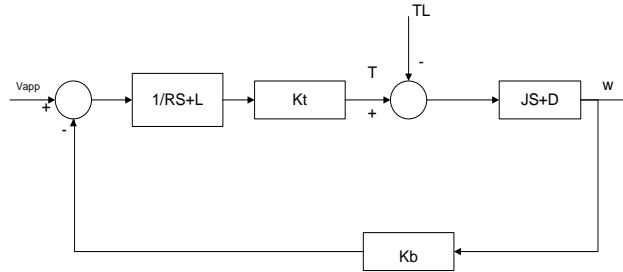 TL
-
Vapp
T
w
+
-
1/RS+L
Kt
+
JS+D
Kb